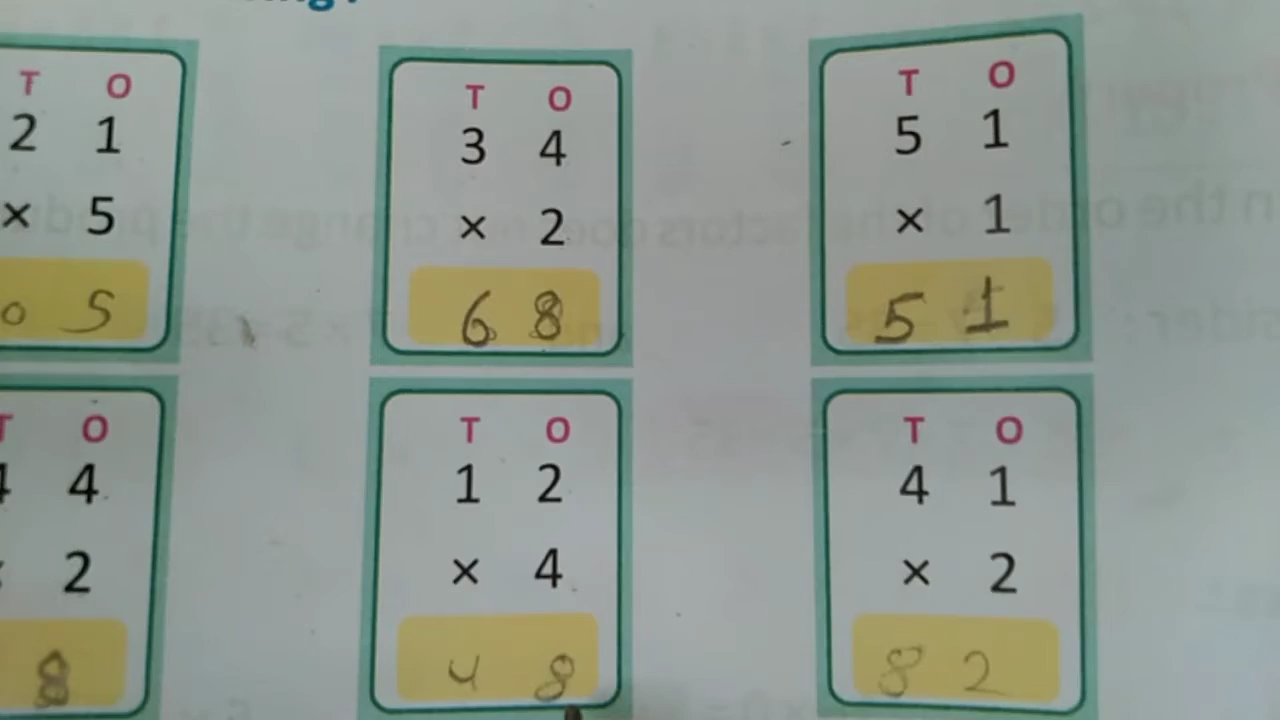 T O T O T O
2 1 3 4 5 1
× 5 × 2 × 1
0 5 6 8 5 1
T O T O T O
4 4 1 2 4 1
2 × 4 × 2
8 4 8 8 2